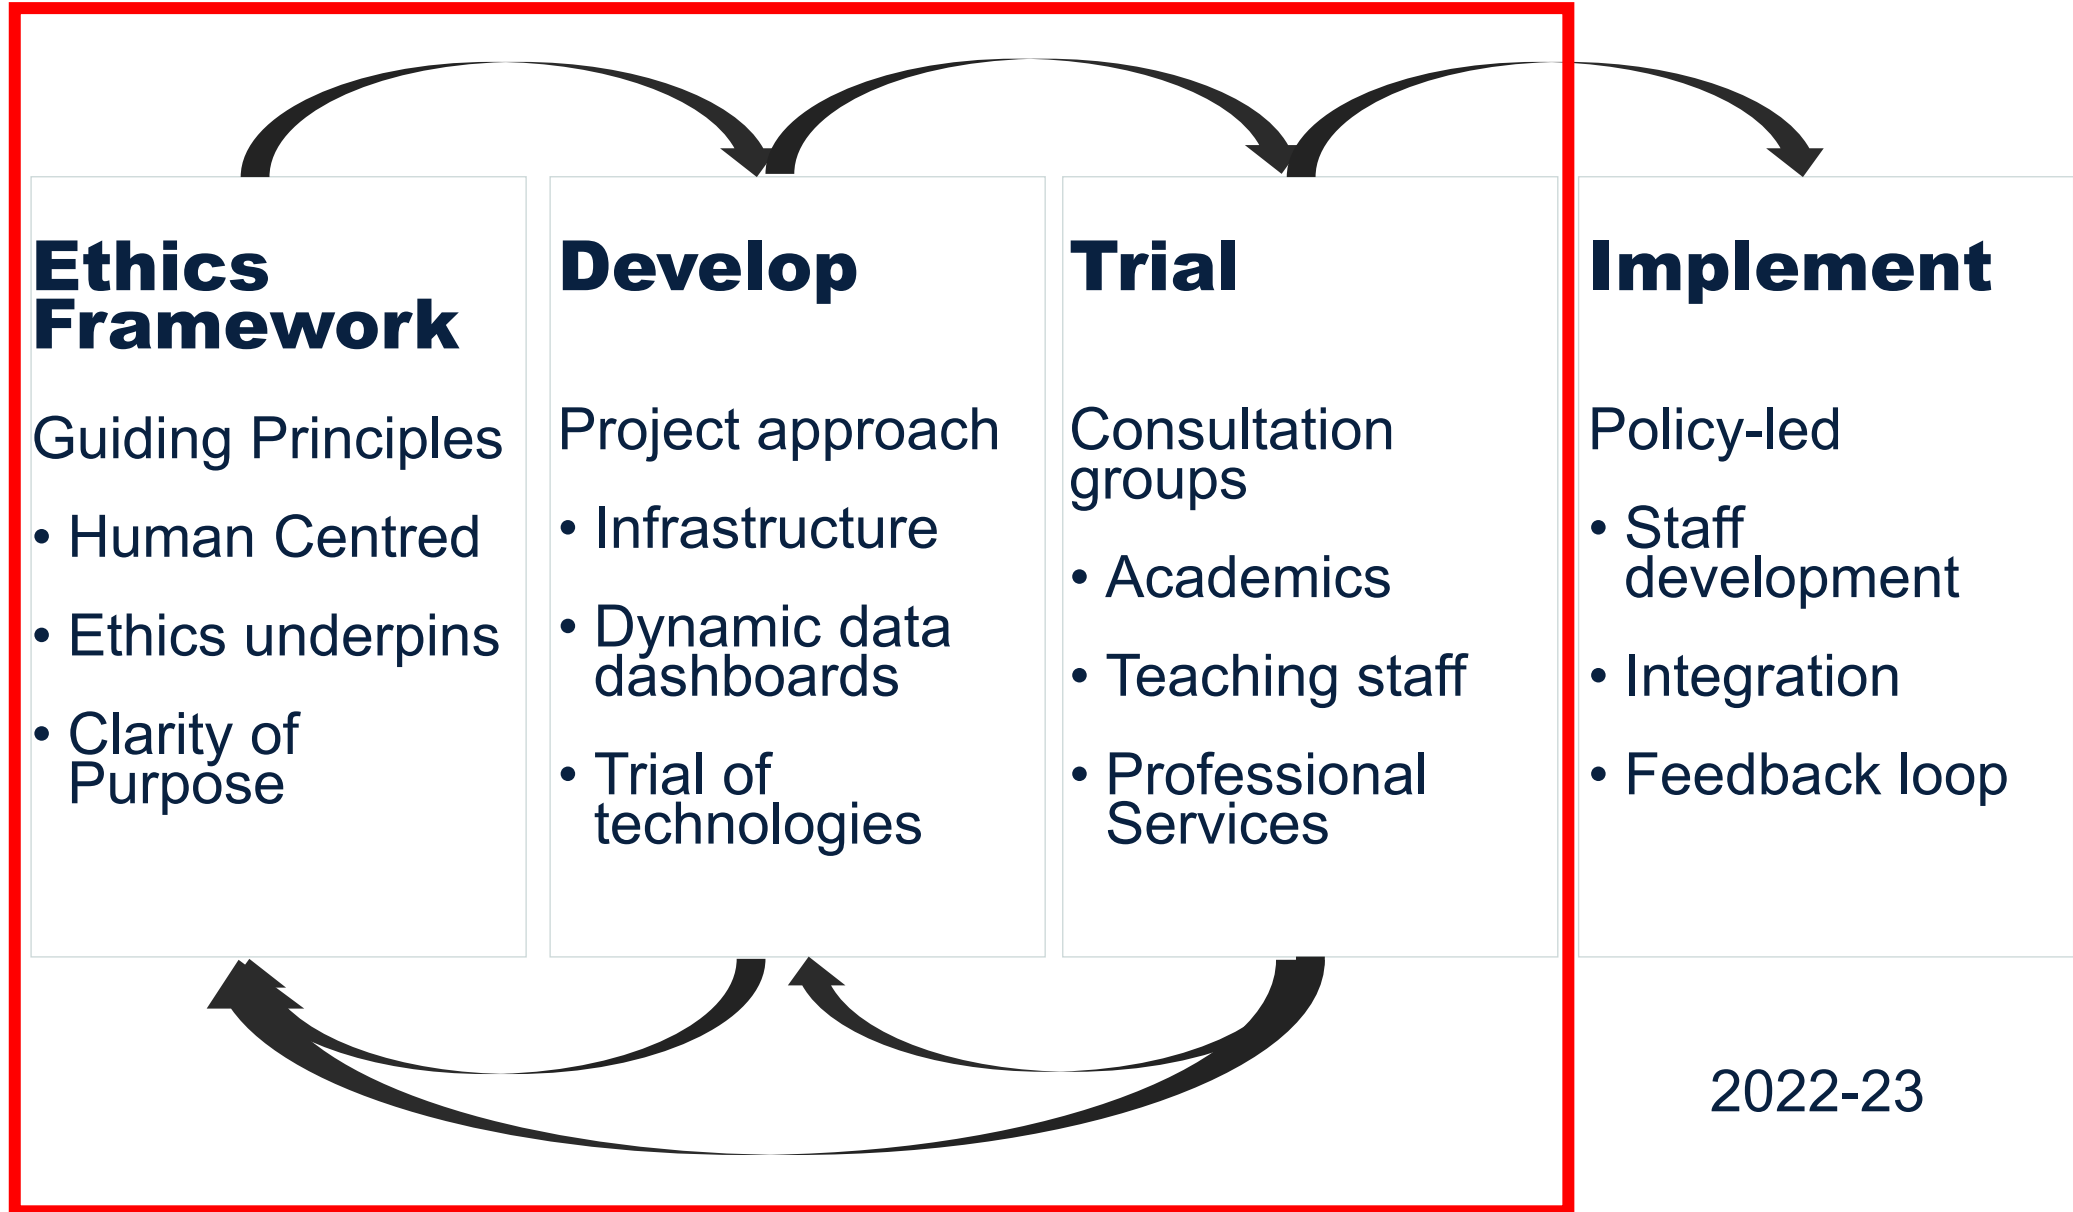 Ethics
Framework
Guiding Principles
• Human Centred
• Ethics underpins
• Clarity of
Purpose
Develop
Project approach
• Infrastructure
• Dynamic data
dashboards
• Trial of
technologies
Trial
Consultation
groups
• Academics
• Teaching staff
• Professional
Services
Implement
Policy-led
• Staff
development
• Integration
• Feedback loop
2022-23